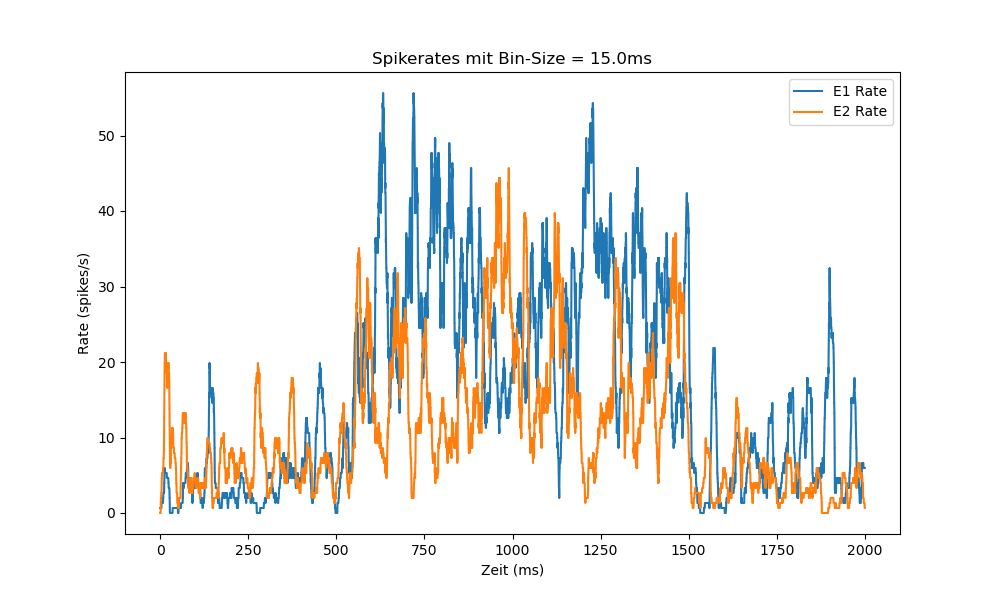 Spikerates mit Bin-Size = 15.0ms
E1 Rate
E2 Rate
50
40
30
20
10
0
Rate (spikes/s)
0 250 500 750 1000 1250 1500 1750 2000
Zeit (ms)